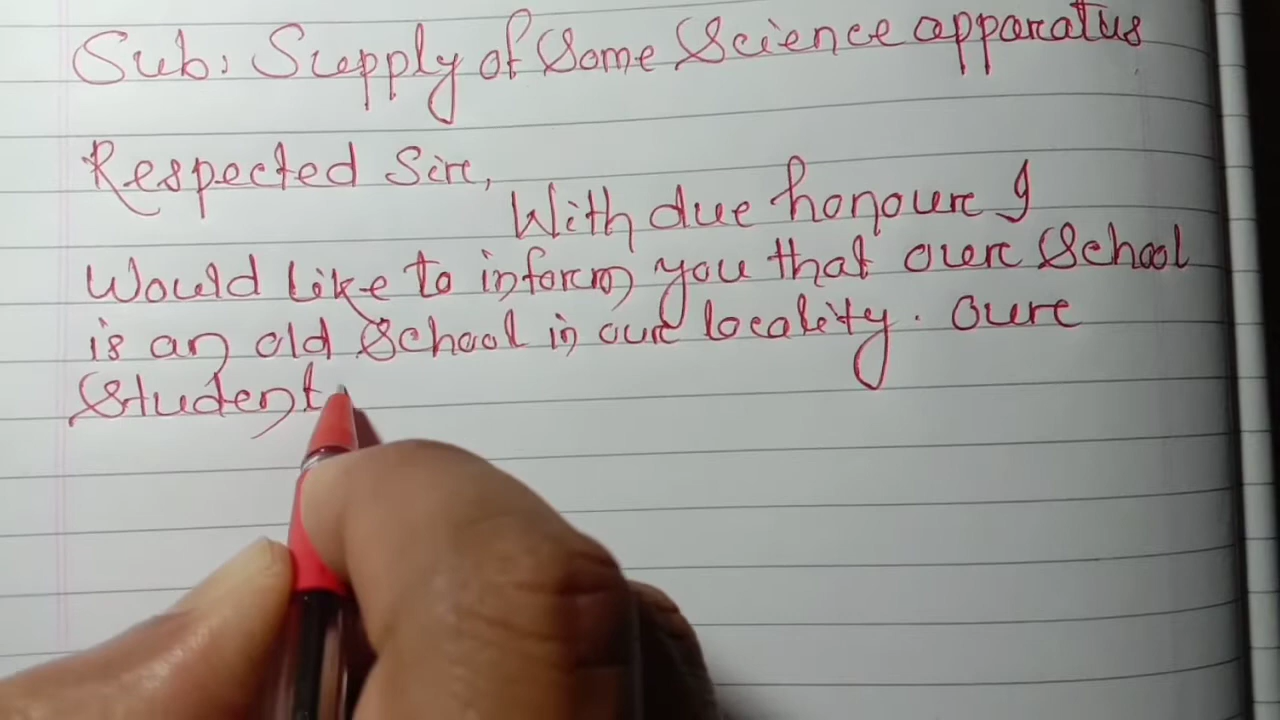 Sub: Supply of Some Science apparatus
Respected Sir,
With due honour I
Would like to inform you that our School
is an old School in our locality. Our
Student